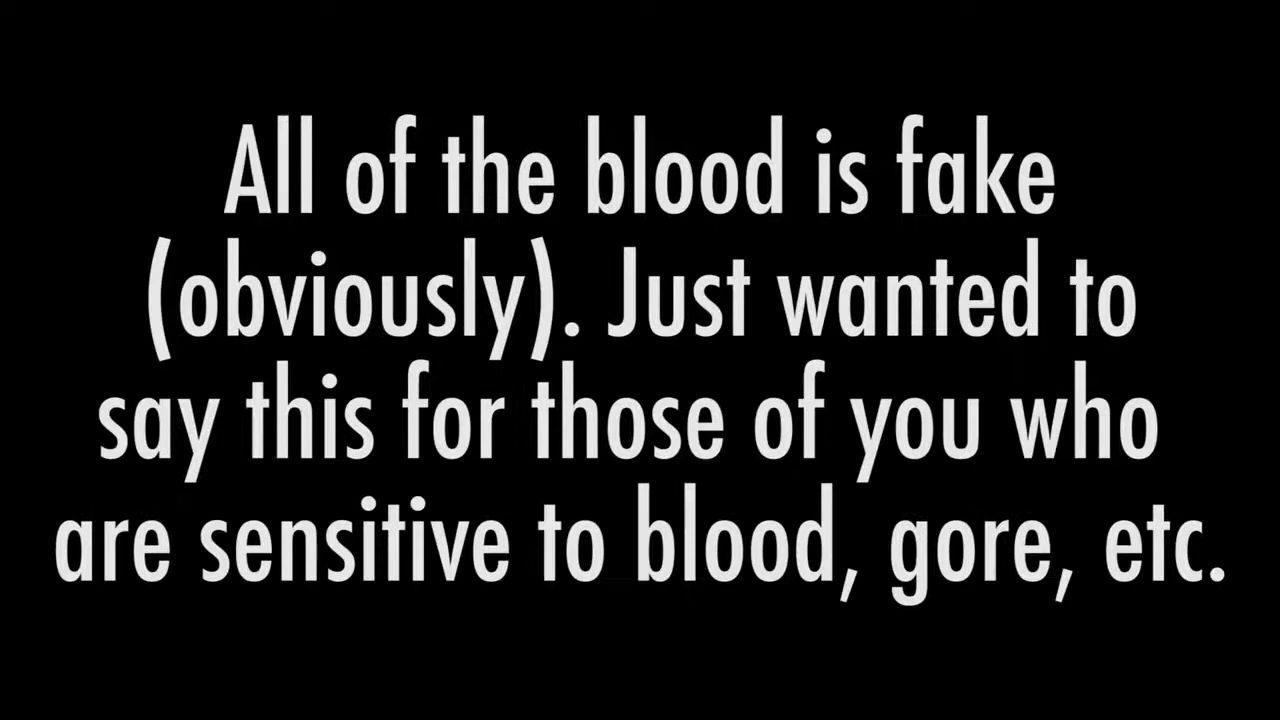 All of the blood is fake
(obviously). Just wanted to
say this for those of you who
are sensitive to blood, gore, etc.